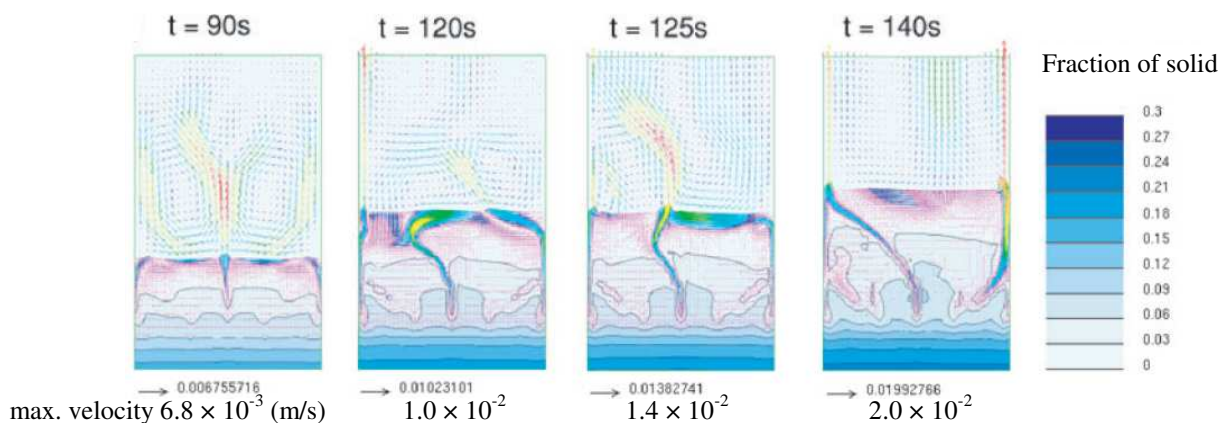 t = 90s
t = 120s
t = 125s
t = 140s
Fraction of solid
0.3
0.27
0.24
0.21
0.18
0.15
0.12
0.09
0.06
0.03
0
0.006755716
0.01023101
0.01382741
0.01992766
max. velocity 6.8 × 10⁻³ (m/s)
1.0 × 10⁻²
1.4 × 10⁻²
2.0 × 10⁻²